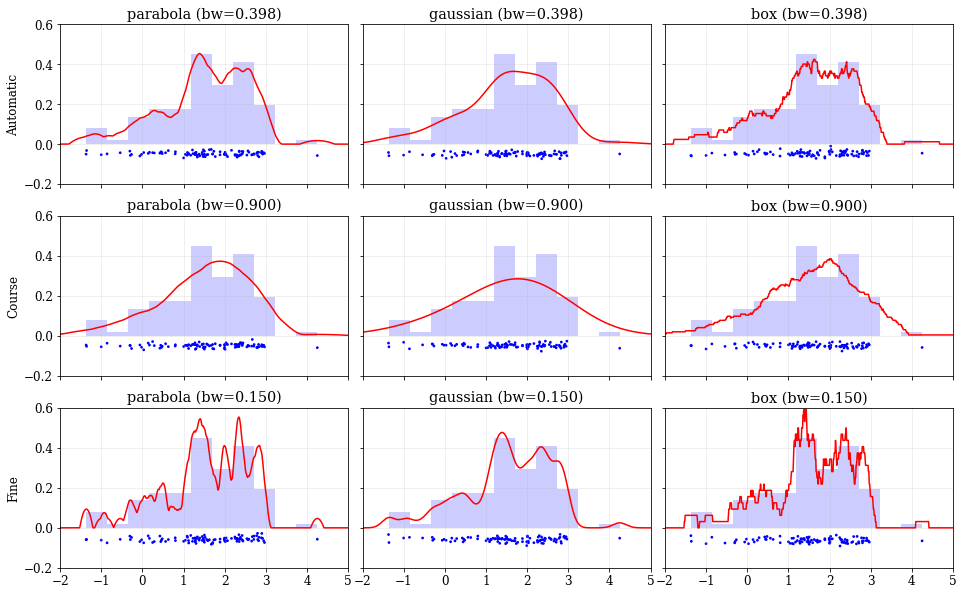 parabola (bw=0.398) gaussian (bw=0.398) box (bw=0.398)
0.6
0.4
0.2
0.0
−0.2
Automatic
parabola (bw=0.900) gaussian (bw=0.900) box (bw=0.900)
0.6
0.4
0.2
0.0
−0.2
Course
parabola (bw=0.150) gaussian (bw=0.150) box (bw=0.150)
0.6
0.4
0.2
0.0
−0.2
Fine
−2 −1 0 1 2 3 4 5 −2 −1 0 1 2 3 4 5 −2 −1 0 1 2 3 4 5